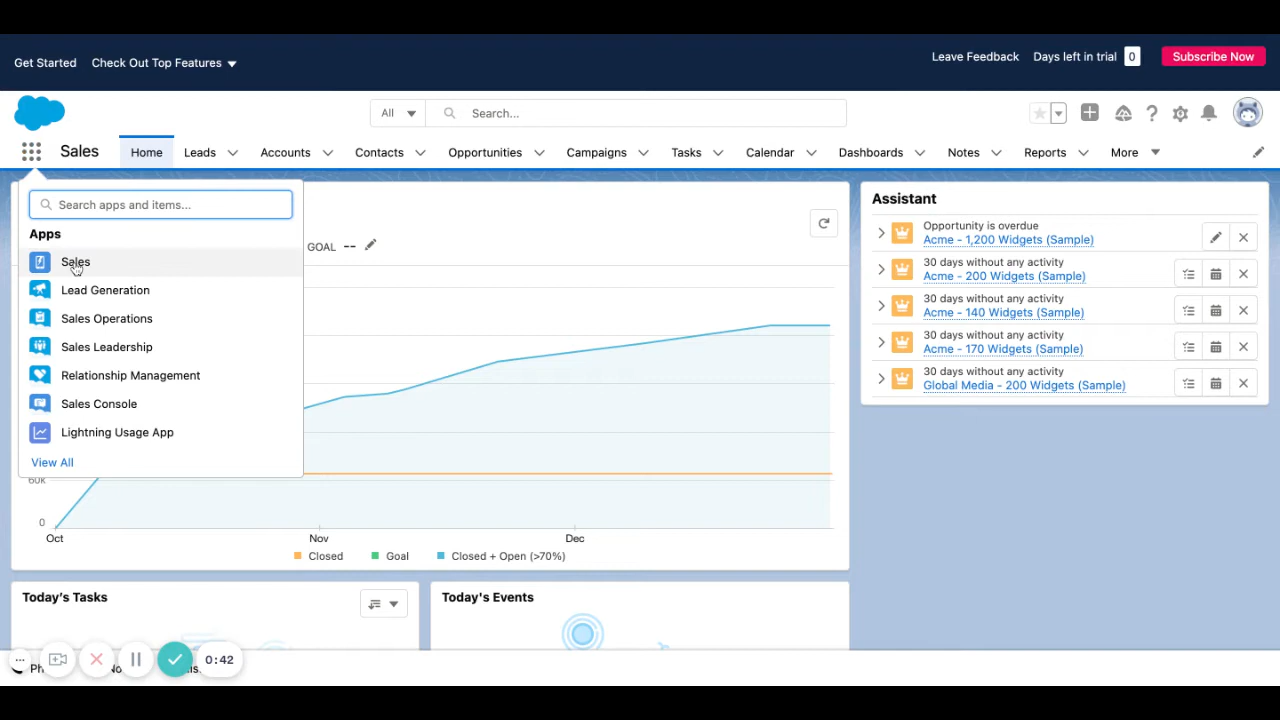 Get Started Check Out Top Features
Leave Feedback Days left in trial 0 Subscribe Now
All Search...
Sales Home Leads Accounts Contacts Opportunities Campaigns Tasks Calendar Dashboards Notes Reports More
Search apps and items...
Apps
Sales
Lead Generation
Sales Operations
Sales Leadership
Relationship Management
Sales Console
Lightning Usage App
View All
GOAL --
60k
0
Oct Nov Dec
Closed Goal Closed + Open (>70%)
Assistant
Opportunity is overdue
Acme - 1,200 Widgets (Sample)
30 days without any activity
Acme - 200 Widgets (Sample)
30 days without any activity
Acme - 140 Widgets (Sample)
30 days without any activity
Acme - 170 Widgets (Sample)
30 days without any activity
Global Media - 200 Widgets (Sample)
Today's Tasks
Today's Events
0:42